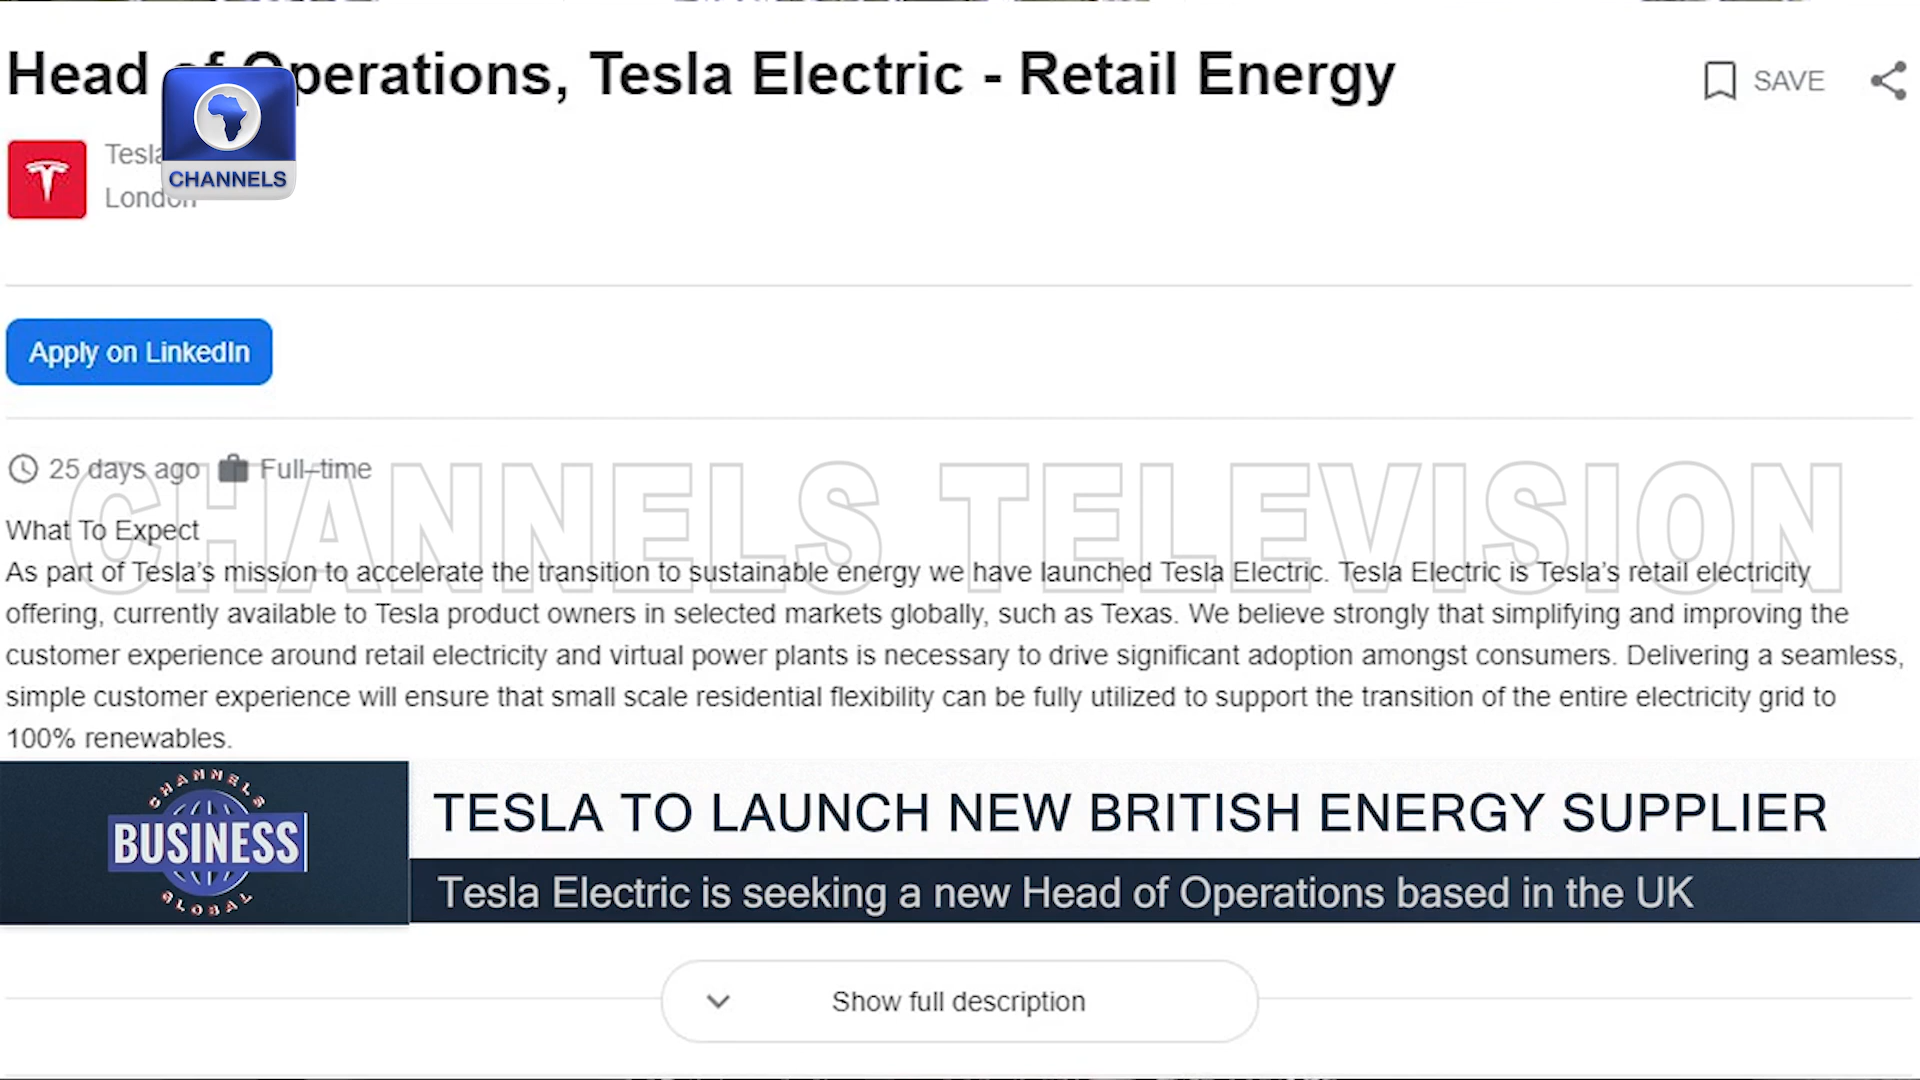 Head of Operations, Tesla Electric - Retail Energy
SAVE
Tesla
London
CHANNELS
Apply on LinkedIn
25 days ago Full–time
CHANNELS TELEVISION
What To Expect
As part of Tesla's mission to accelerate the transition to sustainable energy we have launched Tesla Electric. Tesla Electric is Tesla's retail electricity
offering, currently available to Tesla product owners in selected markets globally, such as Texas. We believe strongly that simplifying and improving the
customer experience around retail electricity and virtual power plants is necessary to drive significant adoption amongst consumers. Delivering a seamless,
simple customer experience will ensure that small scale residential flexibility can be fully utilized to support the transition of the entire electricity grid to
100% renewables.
CHANNELS
BUSINESS
GLOBAL
TESLA TO LAUNCH NEW BRITISH ENERGY SUPPLIER
Tesla Electric is seeking a new Head of Operations based in the UK
Show full description